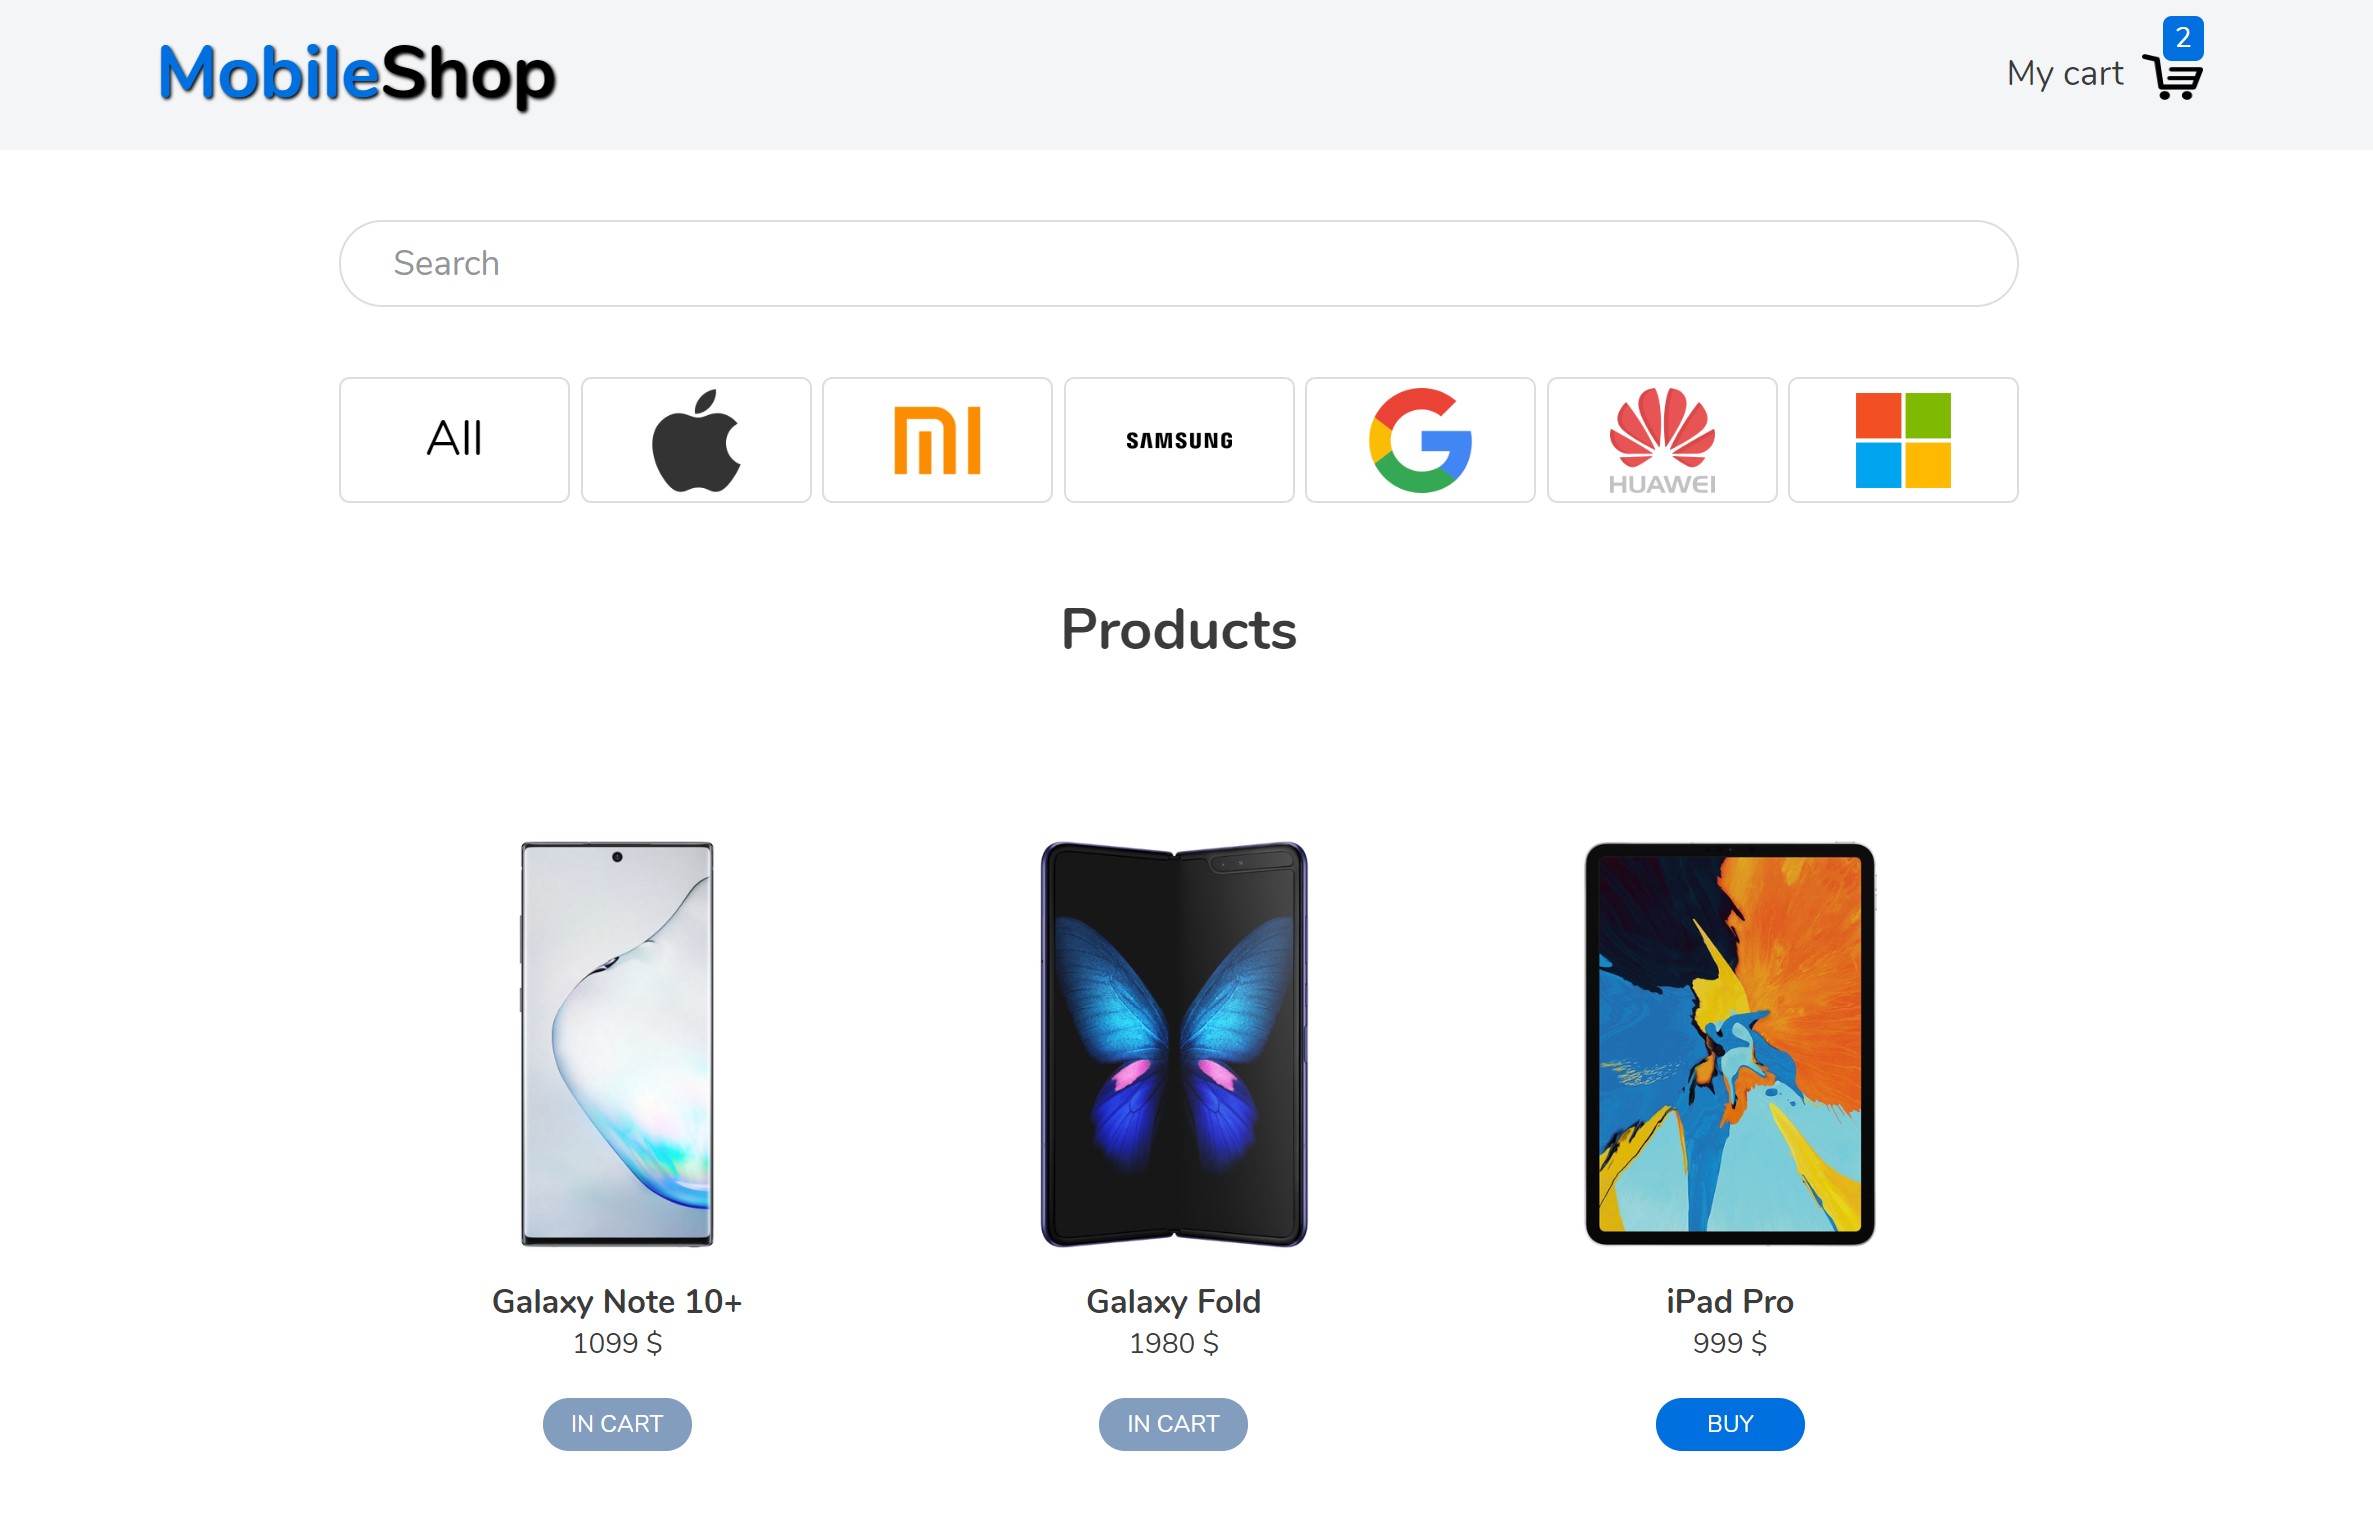 MobileShop
My cart 2
Search
All
SAMSUNG
HUAWEI
Products
Galaxy Note 10+
1099 $
IN CART
Galaxy Fold
1980 $
IN CART
iPad Pro
999 $
BUY